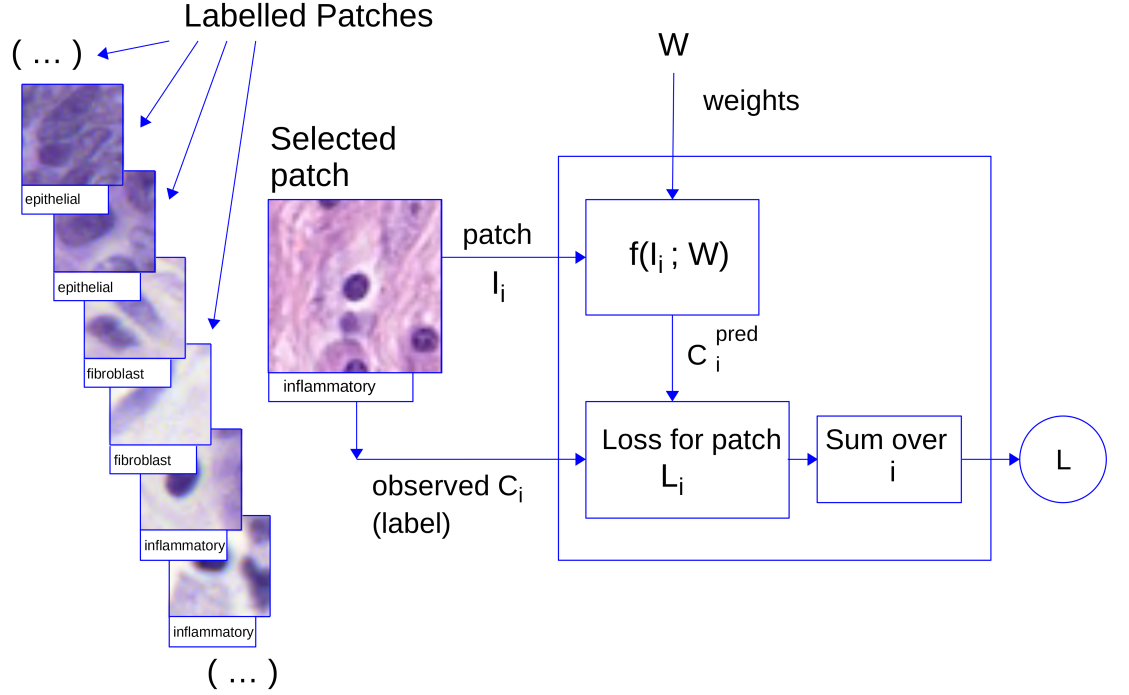 Labelled Patches
( ... )
epithelial
epithelial
fibroblast
fibroblast
inflammatory
inflammatory
( ... )
Selected
patch
inflammatory
patch
Ii
observed Ci
(label)
W
weights
f(Ii ; W)
Ci pred
Loss for patch
Li
Sum over
i
L